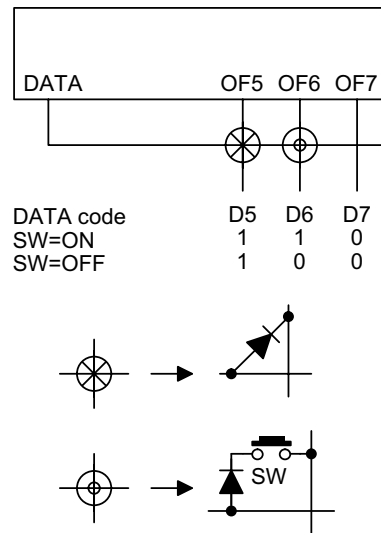 DATA OF5 OF6 OF7
DATA code D5 D6 D7
SW=ON 1 1 0
SW=OFF 1 0 0
SW